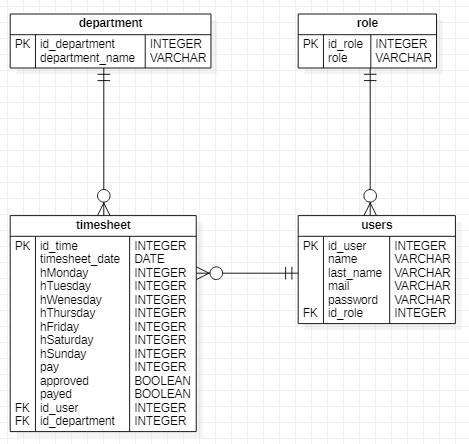 department
PK id_department INTEGER
department_name VARCHAR
role
PK id_role INTEGER
role VARCHAR
timesheet
PK id_time INTEGER
timesheet_date DATE
hMonday INTEGER
hTuesday INTEGER
hWenesday INTEGER
hThursday INTEGER
hFriday INTEGER
hSaturday INTEGER
hSunday INTEGER
pay INTEGER
approved BOOLEAN
payed BOOLEAN
FK id_user INTEGER
FK id_department INTEGER
users
PK id_user INTEGER
name VARCHAR
last_name VARCHAR
mail VARCHAR
password VARCHAR
FK id_role INTEGER